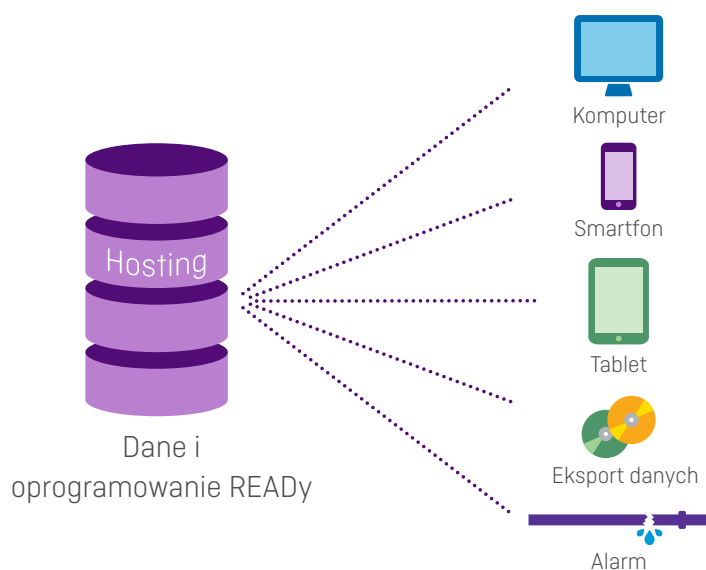 Hosting
Dane i
oprogramowanie READy
Komputer
Smartfon
Tablet
Eksport danych
Alarm